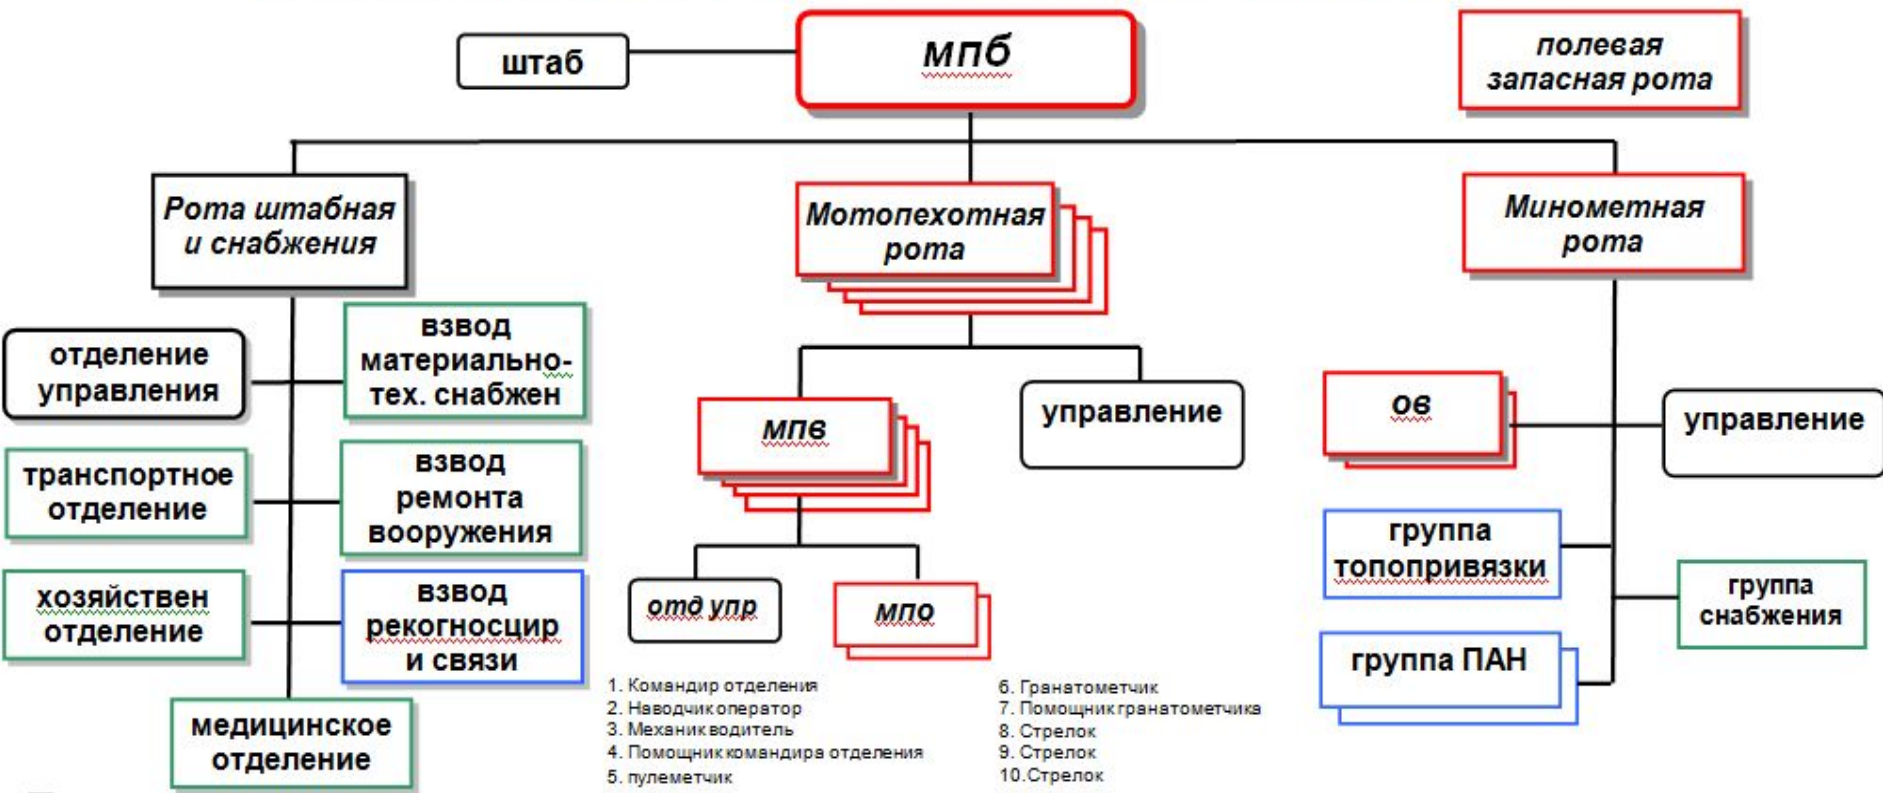 штаб
мпб
полевая
запасная рота
Рота штабная
и снабжения
Мотопехотная
рота
Минометная
рота
отделение
управления
взвод
материально-
тех. снабжен
транспортное
отделение
взвод
ремонта
вооружения
хозяйствен
отделение
взвод
рекогносцир
и связи
медицинское
отделение
мпв
управление
отд упр
мпо
1. Командир отделения
2. Наводчик оператор
3. Механик водитель
4. Помощник командира отделения
5. пулеметчик
6. Гранатометчик
7. Помощник гранатометчика
8. Стрелок
9. Стрелок
10.Стрелок
ов
управление
группа
топопривязки
группа
снабжения
группа ПАН